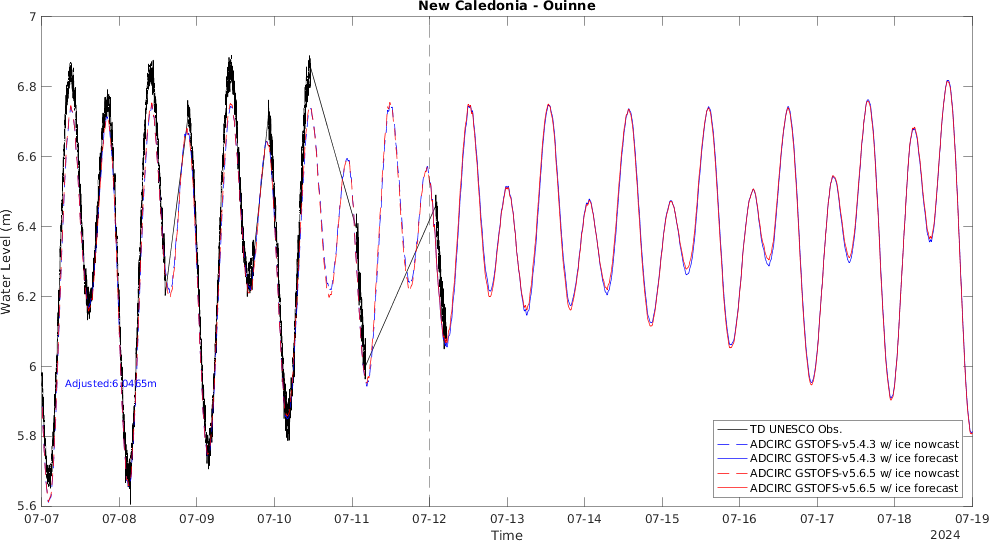 New Caledonia - Ouinne
Water Level (m)
7
6.8
6.6
6.4
6.2
6
5.8
5.6
Adjusted:6.0465m
TD UNESCO Obs.
ADCIRC GSTOFS-v5.4.3 w/ ice nowcast
ADCIRC GSTOFS-v5.4.3 w/ ice forecast
ADCIRC GSTOFS-v5.6.5 w/ ice nowcast
ADCIRC GSTOFS-v5.6.5 w/ ice forecast
07-07 07-08 07-09 07-10 07-11 07-12 07-13 07-14 07-15 07-16 07-17 07-18 07-19
Time
2024